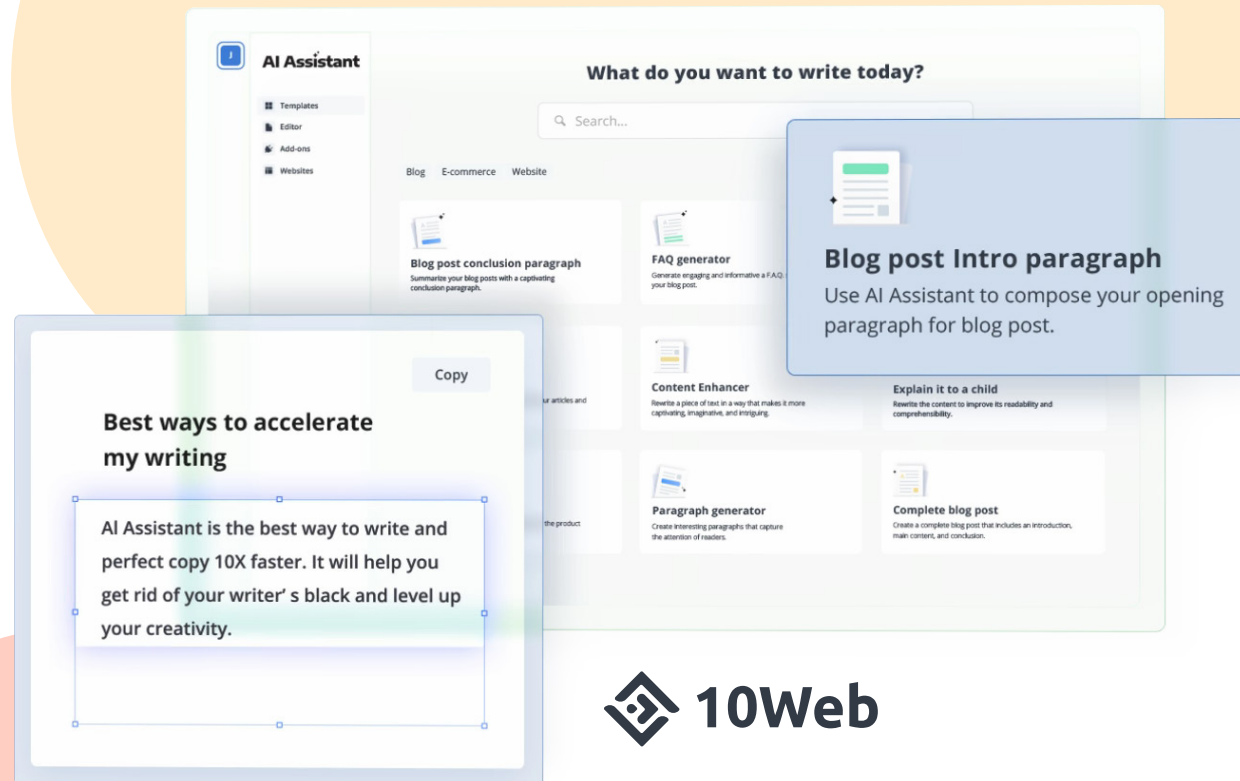 J
AI Assistant
Templates
Editor
Add-ons
Websites
What do you want to write today?
Search...
Blog E-commerce Website
Blog post conclusion paragraph
Summarize your blog posts with a captivating
conclusion paragraph.
FAQ generator
Generate engaging and informative a F.A.Q.
your blog post.
Blog post Intro paragraph
Use AI Assistant to compose your opening
paragraph for blog post.
articles and
Content Enhancer
Rewrite a piece of text in a way that makes it more
captivating, imaginative, and intriguing.
Explain it to a child
Rewrite the content to improve its readability and
comprehensibility.
the product
Paragraph generator
Create interesting paragraphs that capture
the attention of readers.
Complete blog post
Create a complete blog post that includes an introduction,
main content, and conclusion.
Copy
Best ways to accelerate
my writing
AI Assistant is the best way to write and
perfect copy 10X faster. It will help you
get rid of your writer’ s black and level up
your creativity.
10Web